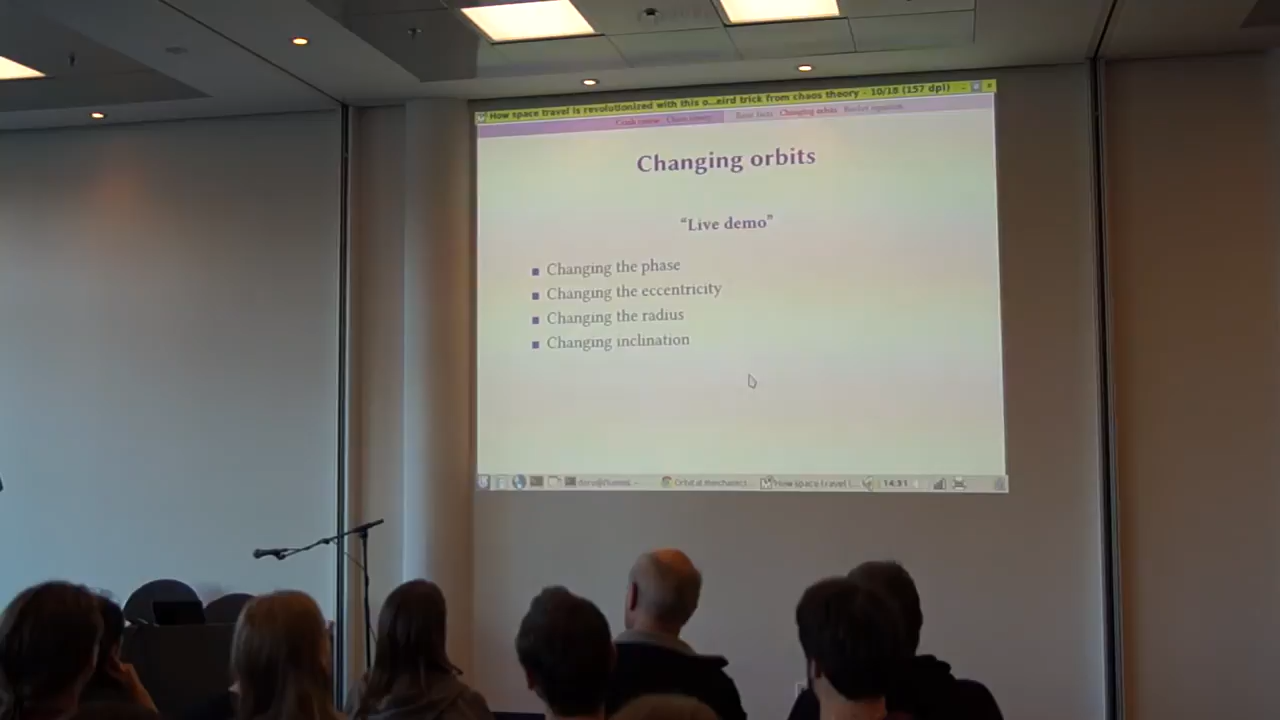 How space travel is revolutionized with this o...eird trick from chaos theory - 10/18 (157 dpi)
Crash course Chaos theory Basic facts Changing orbits Rocket equation
Changing orbits
“Live demo”
Changing the phase
Changing the eccentricity
Changing the radius
Changing inclination
Orbital mechanics... How space travel i... 14:31